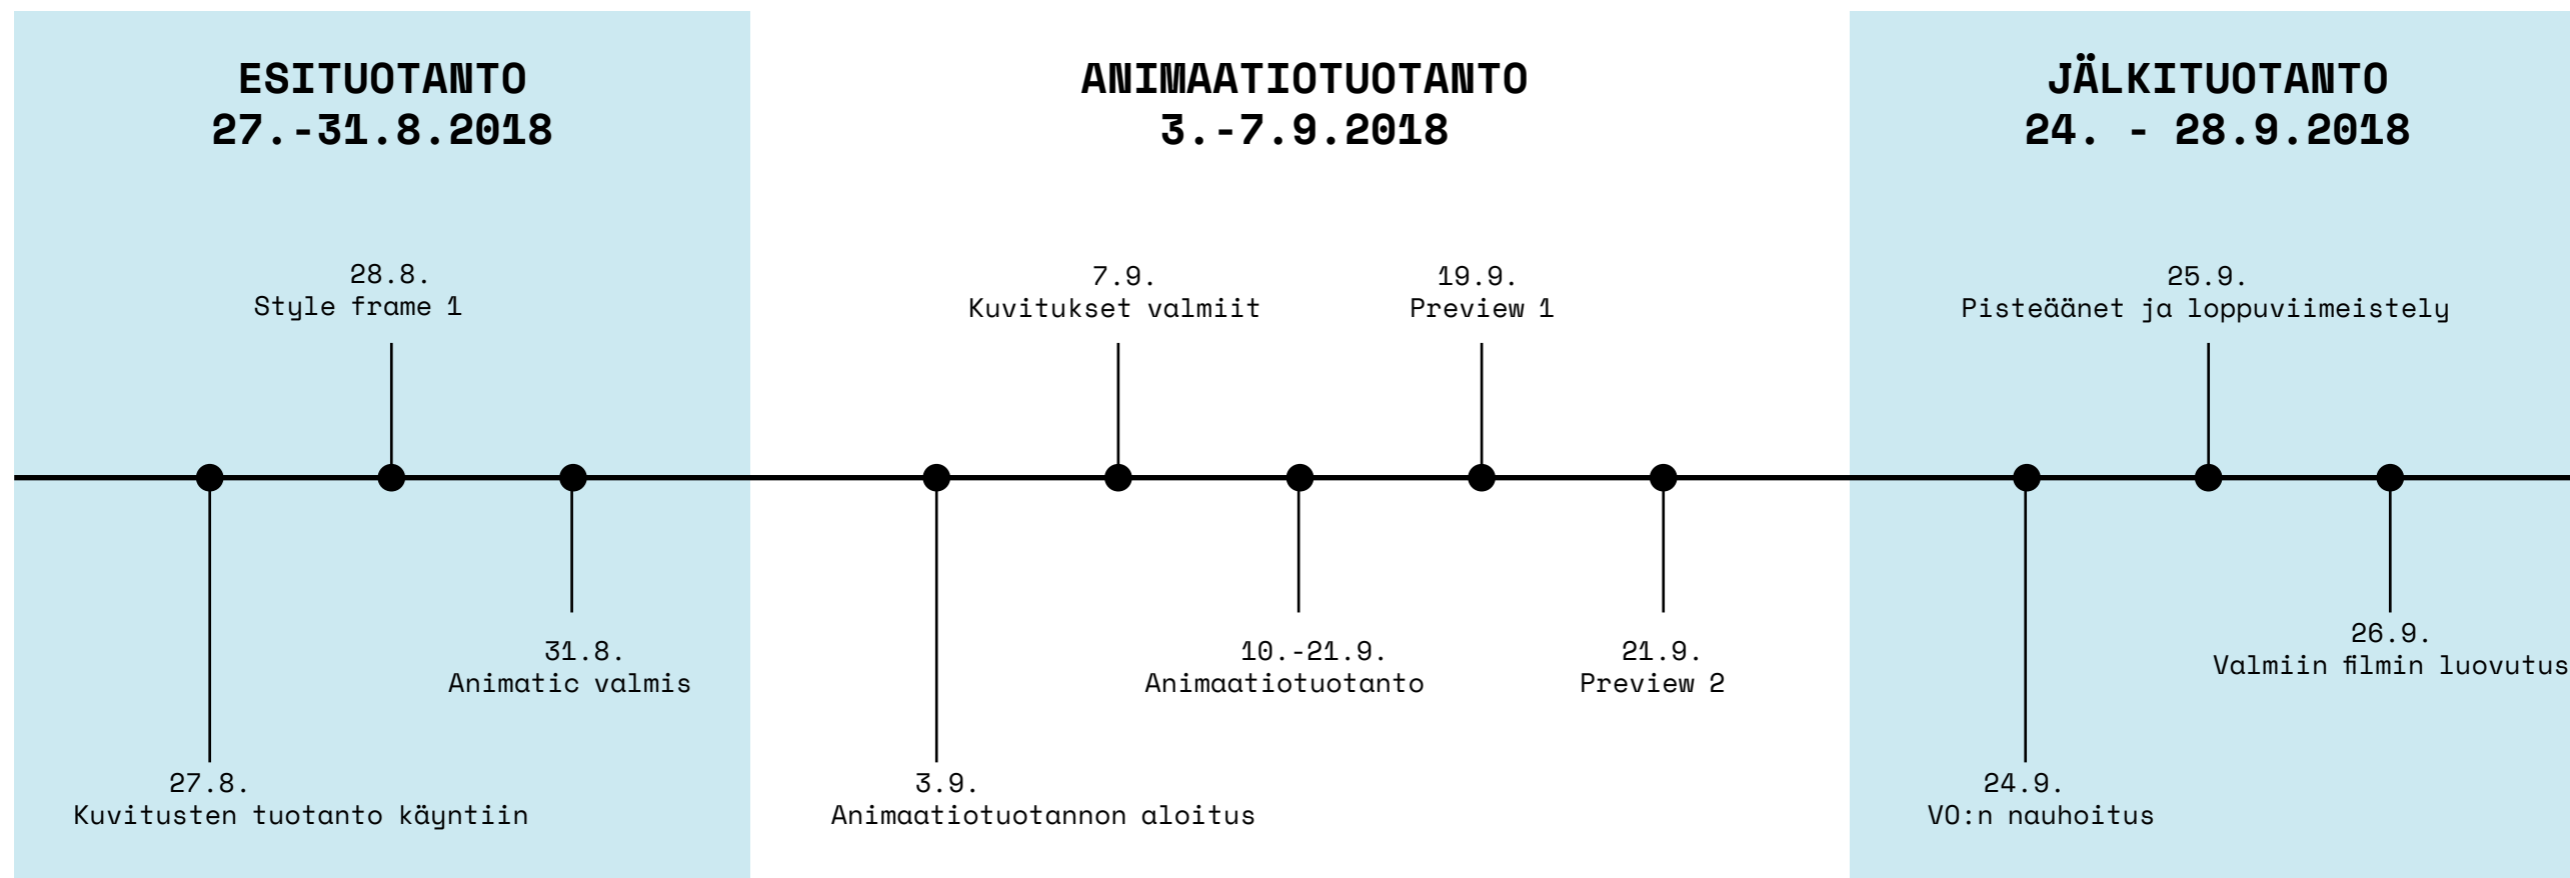 ESITUOTANTO
27.-31.8.2018
28.8.
Style frame 1
31.8.
Animatic valmis
27.8.
Kuvitusten tuotanto käyntiin
ANIMAATIOTUOTANTO
3.-7.9.2018
7.9.
Kuvitukset valmiit
19.9.
Preview 1
10.-21.9.
Animaatiotuotanto
21.9.
Preview 2
3.9.
Animaatiotuotannon aloitus
JÄLKITUOTANTO
24. - 28.9.2018
25.9.
Pisteäänet ja loppuviimeistely
26.9.
Valmiin filmin luovutus
24.9.
VO:n nauhoitus